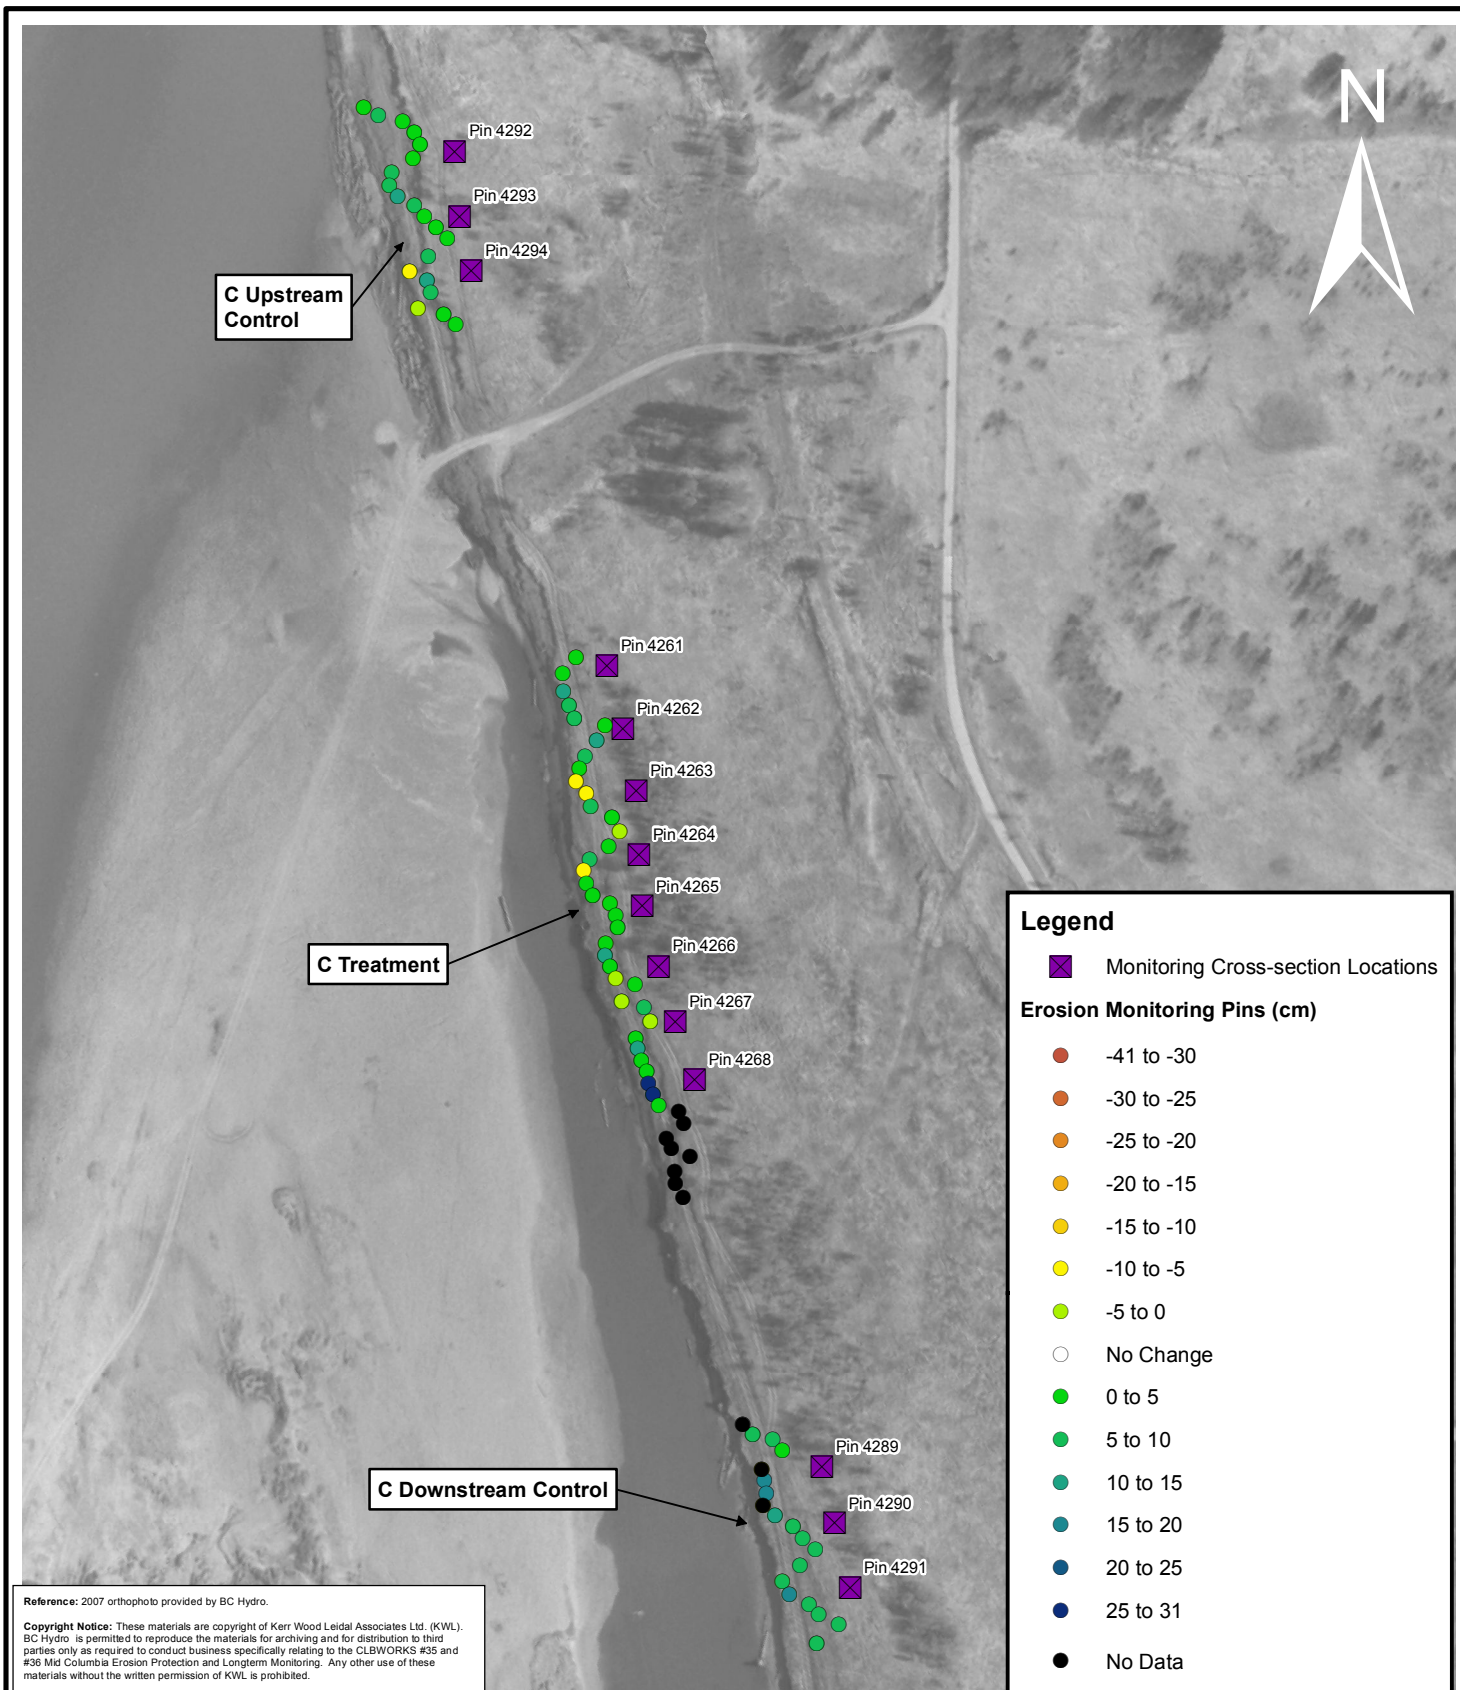 N
Pin 4292
Pin 4293
Pin 4294
C Upstream
Control
Pin 4261
Pin 4262
Pin 4263
Pin 4264
Pin 4265
C Treatment
Pin 4266
Pin 4267
Pin 4268
Pin 4289
C Downstream Control
Pin 4290
Pin 4291
Legend
Monitoring Cross-section Locations
Erosion Monitoring Pins (cm)
-41 to -30
-30 to -25
-25 to -20
-20 to -15
-15 to -10
-10 to -5
-5 to 0
No Change
0 to 5
5 to 10
10 to 15
15 to 20
20 to 25
25 to 31
No Data
Reference: 2007 orthophoto provided by BC Hydro.
Copyright Notice: These materials are copyright of Kerr Wood Leidal Associates Ltd. (KWL).
BC Hydro is permitted to reproduce the materials for archiving and for distribution to third
parties only as required to conduct business specifically relating to the CLBWORKS #35 and
#36 Mid Columbia Erosion Protection and Longterm Monitoring. Any other use of these
materials without the written permission of KWL is prohibited.